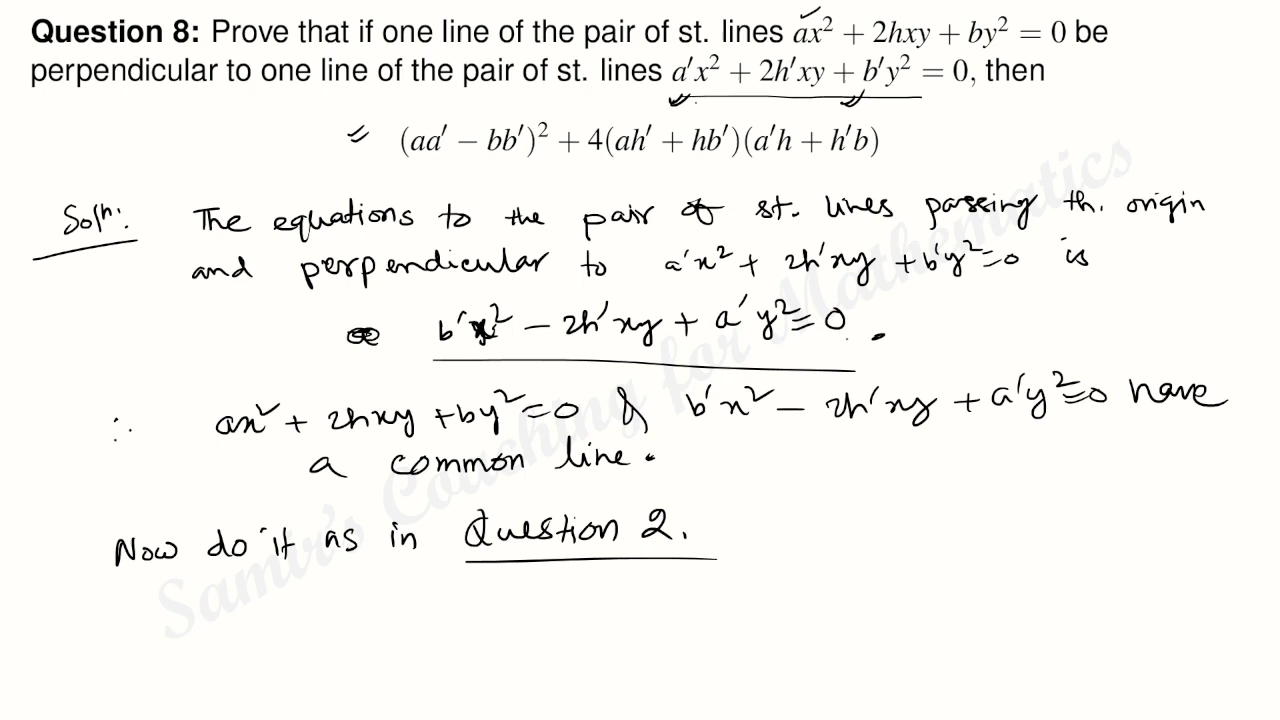 Question 8: Prove that if one line of the pair of st. lines ax² + 2hxy + by² = 0 be
perpendicular to one line of the pair of st. lines a′x² + 2h′xy + b′y² = 0, then
(aa′ − bb′)² + 4(ah′ + hb′)(a′h + h′b)
Soln: The equations to the pair of st. lines passing th. origin
and perpendicular to a′x² + 2h′xy + b′y² = 0 is
b′x² − 2h′xy + a′y² = 0.
∴ ax² + 2hxy + by² = 0 & b′x² − 2h′xy + a′y² = 0 have
a common line.
Now do it as in Question 2.
Samir's Coaching for Mathematics